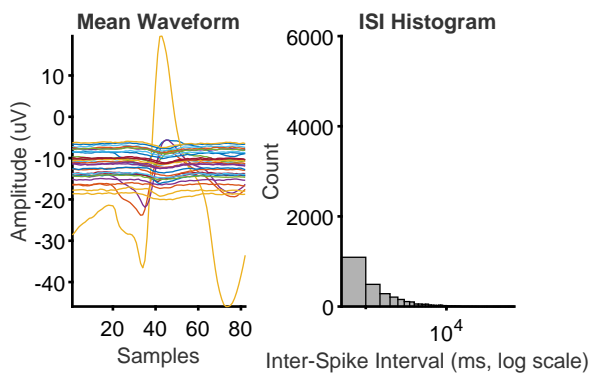 Mean Waveform
Amplitude (uV)
10
0
-10
-20
-30
-40
20
40
60
80
Samples
ISI Histogram
Count
6000
4000
2000
0
10^4
Inter-Spike Interval (ms, log scale)